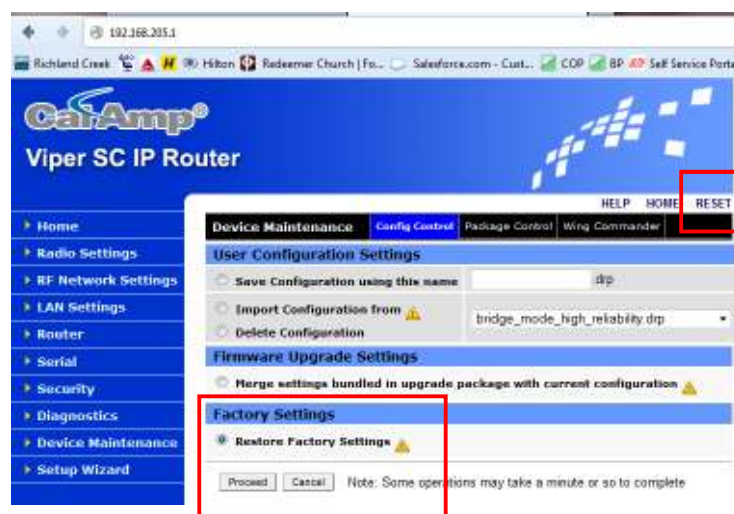 192.168.205.1
Richland Creek Hilton Redeemer Church | Fo... Salesforce.com - Cust... COP BP Self Service Porta
CalAmp®
Viper SC IP Router
HELP HOME RESET
Home
Radio Settings
RF Network Settings
LAN Settings
Router
Serial
Security
Diagnostics
Device Maintenance
Setup Wizard
Device Maintenance Config Control Package Control Wing Commander
User Configuration Settings
Save Configuration using this name drp
Import Configuration from
bridge_mode_high_reliability.drp
Delete Configuration
Firmware Upgrade Settings
Merge settings bundled in upgrade package with current configuration
Factory Settings
Restore Factory Settings
Proceed Cancel Note: Some operations may take a minute or so to complete